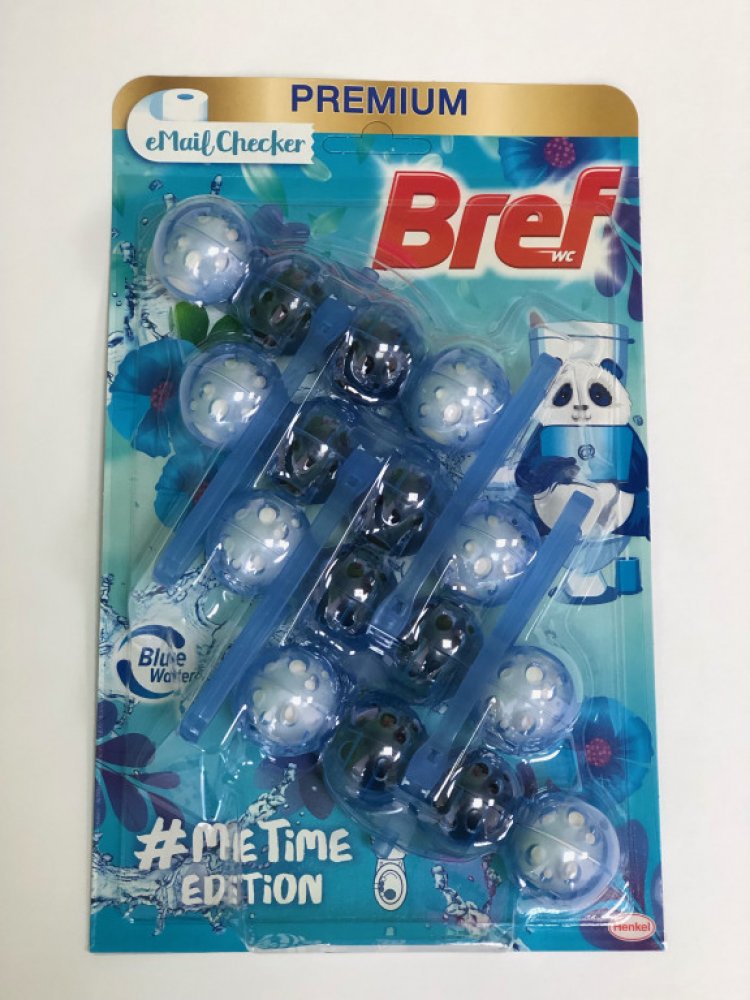 PREMIUM
eMail Checker
Bref
WC
Blue
Water
#METiME
EDiTiON
Henkel